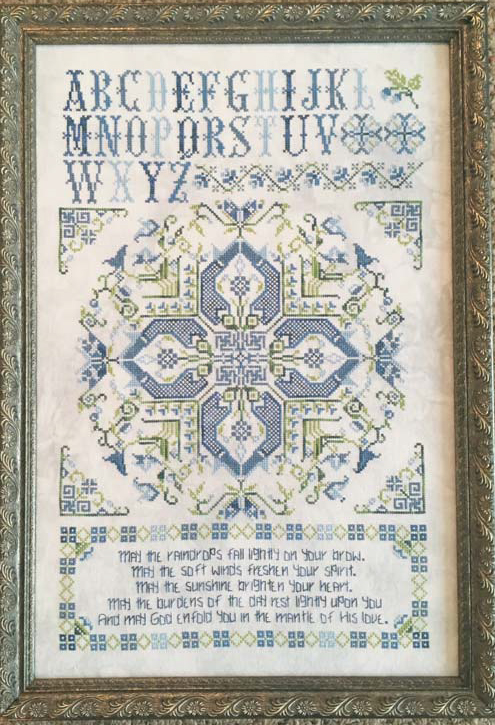 ABCDEFGHIJKL
MNOPQRSTUV
WXYZ
May the raindrops fall lightly on your brow.
May the soft winds freshen your spirit.
May the sunshine brighten your heart.
May the burdens of the day rest lightly upon you
And may God enfold you in the mantle of His love.